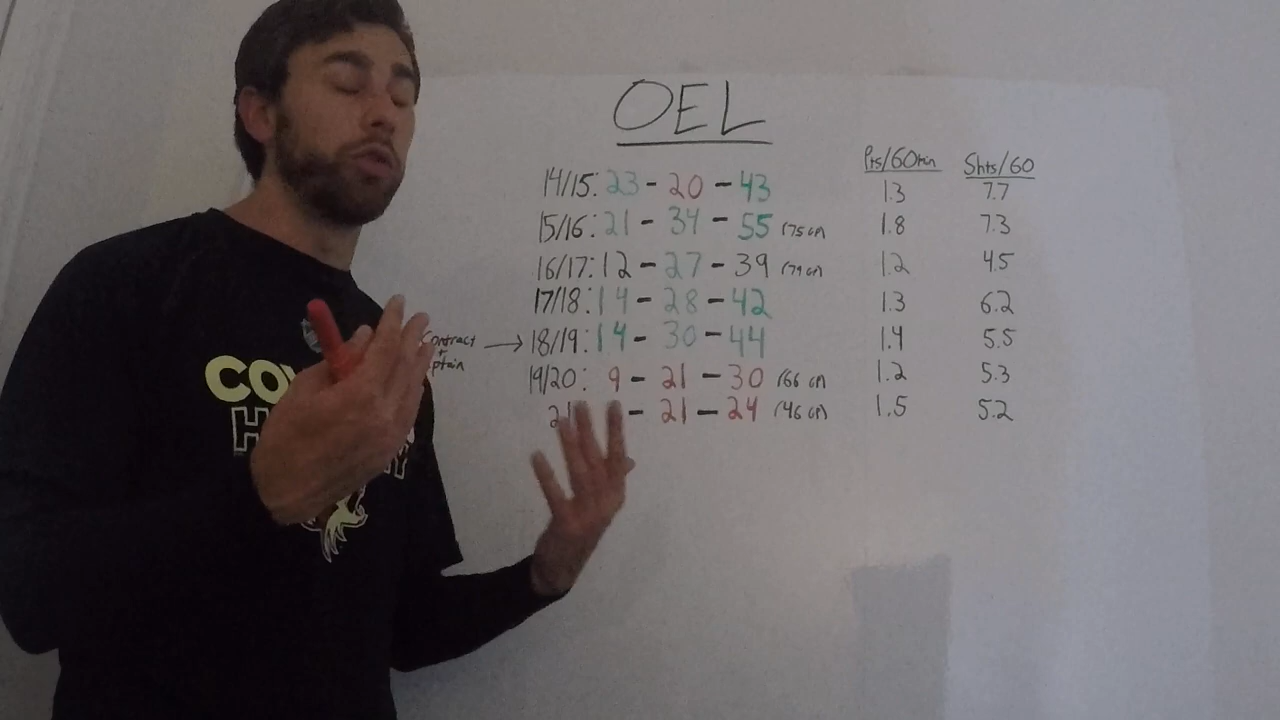 OEL
Pts/60min Shts/60
14/15: 23 - 20 - 43 1.3 7.7
15/16: 21 - 34 - 55 (75 GP) 1.8 7.3
16/17: 12 - 27 - 39 (79 GP) 1.2 4.5
17/18: 14 - 28 - 42 1.3 6.2
Contract + → 18/19: 14 - 30 - 44 1.4 5.5
19/20: 9 - 21 - 30 (66 GP) 1.2 5.3
- 21 - 24 (46 GP) 1.5 5.2